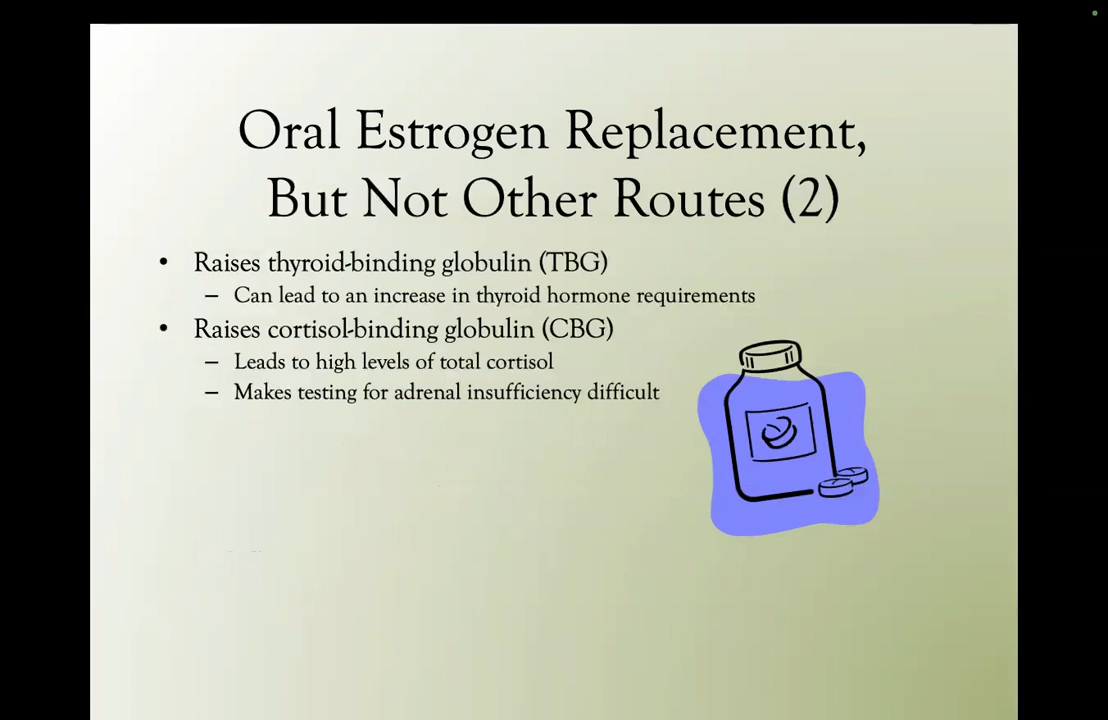 Oral Estrogen Replacement,
But Not Other Routes (2)
• Raises thyroid-binding globulin (TBG)
– Can lead to an increase in thyroid hormone requirements
• Raises cortisol-binding globulin (CBG)
– Leads to high levels of total cortisol
– Makes testing for adrenal insufficiency difficult